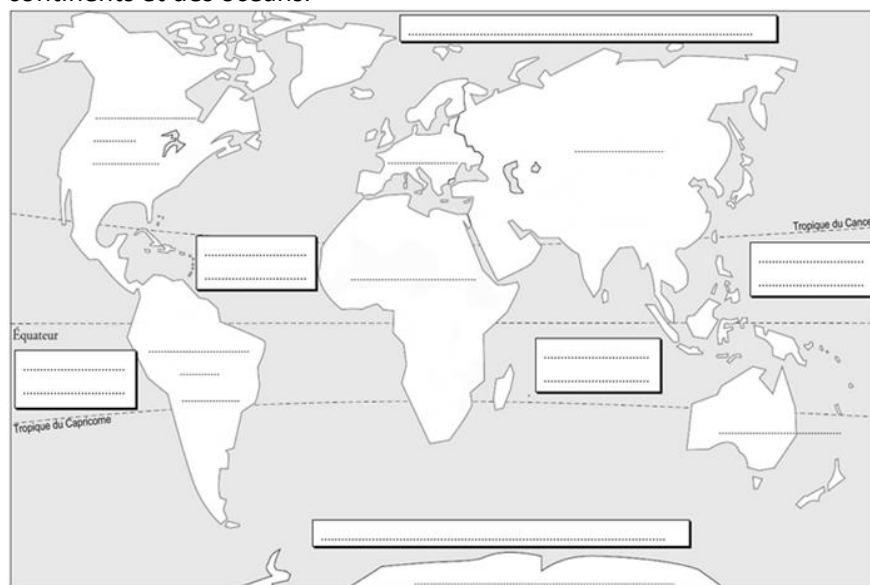 continents et des océans.
Tropique du Cance
Équateur
Tropique du Capricorne